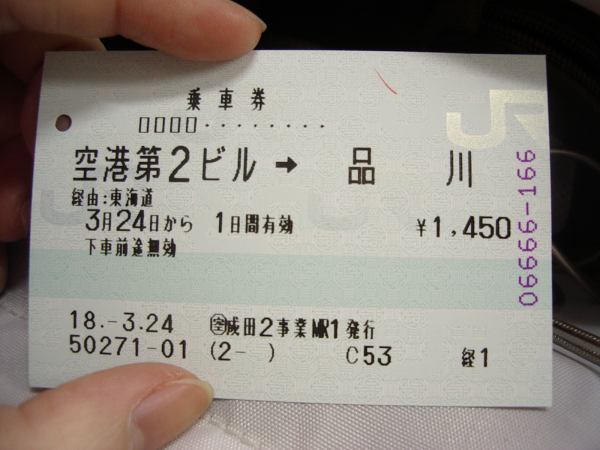 乗車券
□□□□・・・・・・・・
空港第2ビル → 品川
経由:東海道
3月24日から 1日間有効 ¥1,450
下車前途無効
18.-3.24 成田2事業MR1発行
50271-01 (2- ) C53 経1
06666-166
JR